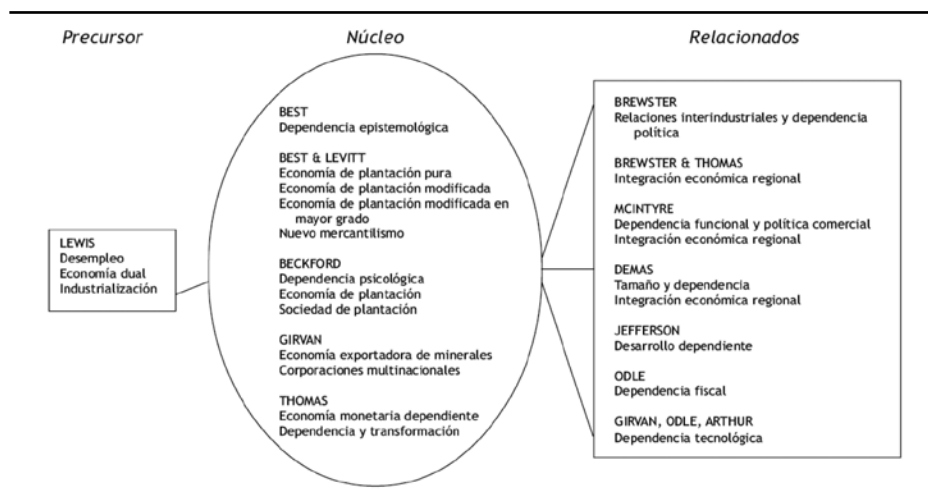 Precursor
Núcleo
Relacionados
LEWIS
Desempleo
Economía dual
Industrialización
BEST
Dependencia epistemológica
BEST & LEVITT
Economía de plantación pura
Economía de plantación modificada
Economía de plantación modificada en
mayor grado
Nuevo mercantilismo
BECKFORD
Dependencia psicológica
Economía de plantación
Sociedad de plantación
GIRVAN
Economía exportadora de minerales
Corporaciones multinacionales
THOMAS
Economía monetaria dependiente
Dependencia y transformación
BREWSTER
Relaciones interindustriales y dependencia
política
BREWSTER & THOMAS
Integración económica regional
MCINTYRE
Dependencia funcional y política comercial
Integración económica regional
DEMAS
Tamaño y dependencia
Integración económica regional
JEFFERSON
Desarrollo dependiente
ODLE
Dependencia fiscal
GIRVAN, ODLE, ARTHUR
Dependencia tecnológica